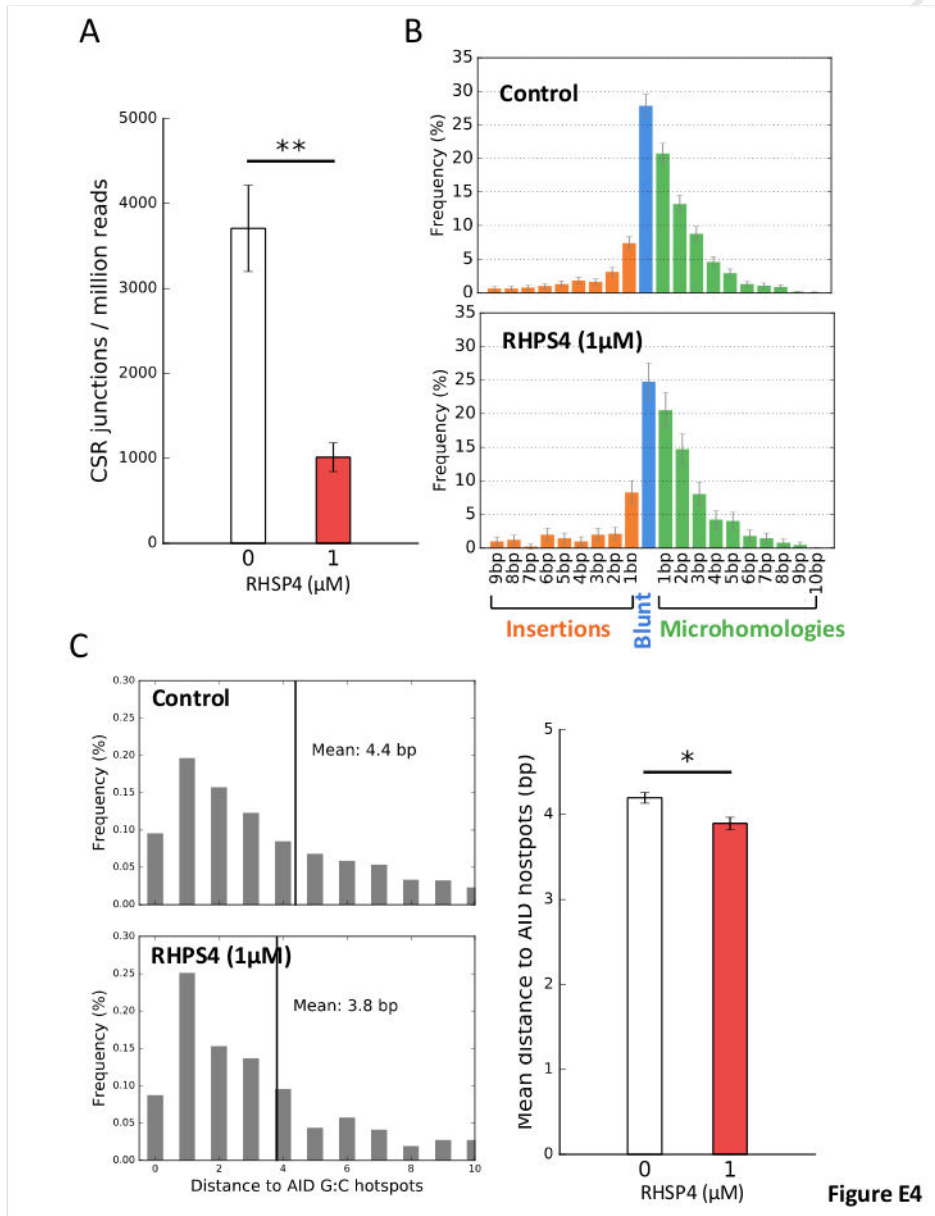 A
CSR junctions / million reads
5000
4000
3000
2000
1000
0
**
0
1
RHSP4 (µM)
B
Control
Frequency (%)
35
30
25
20
15
10
5
0
RHPS4 (1µM)
Frequency (%)
35
30
25
20
15
10
5
0
9bp
8bp
7bp
6bp
5bp
4bp
3bp
2bp
1bp
1bp
2bp
3bp
4bp
5bp
6bp
7bp
8bp
9bp
10bp
Insertions
Blunt
Microhomologies
C
Control
Mean: 4.4 bp
Frequency (%)
0.30
0.25
0.20
0.15
0.10
0.05
0.00
RHPS4 (1µM)
Mean: 3.8 bp
Frequency (%)
0.30
0.25
0.20
0.15
0.10
0.05
0.00
0
2
4
6
8
10
Distance to AID G:C hotspots
Mean distance to AID hostpots (bp)
5
4
3
2
1
0
*
0
1
RHSP4 (µM)
Figure E4